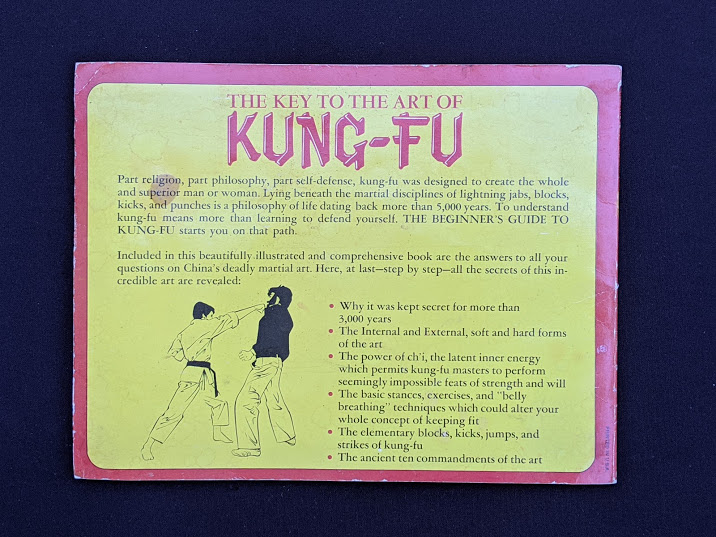 THE KEY TO THE ART OF
KUNG-FU
Part religion, part philosophy, part self-defense, kung-fu was designed to create the whole
and superior man or woman. Lying beneath the martial disciplines of lightning jabs, blocks,
kicks, and punches is a philosophy of life dating back more than 5,000 years. To understand
kung-fu means more than learning to defend yourself. THE BEGINNER'S GUIDE TO
KUNG-FU starts you on that path.
Included in this beautifully illustrated and comprehensive book are the answers to all your
questions on China's deadly martial art. Here, at last—step by step—all the secrets of this in-
credible art are revealed:
• Why it was kept secret for more than
3,000 years
• The Internal and External, soft and hard forms
of the art
• The power of ch'i, the latent inner energy
which permits kung-fu masters to perform
seemingly impossible feats of strength and will
• The basic stances, exercises, and "belly
breathing" techniques which could alter your
whole concept of keeping fit
• The elementary blocks, kicks, jumps, and
strikes of kung-fu
• The ancient ten commandments of the art